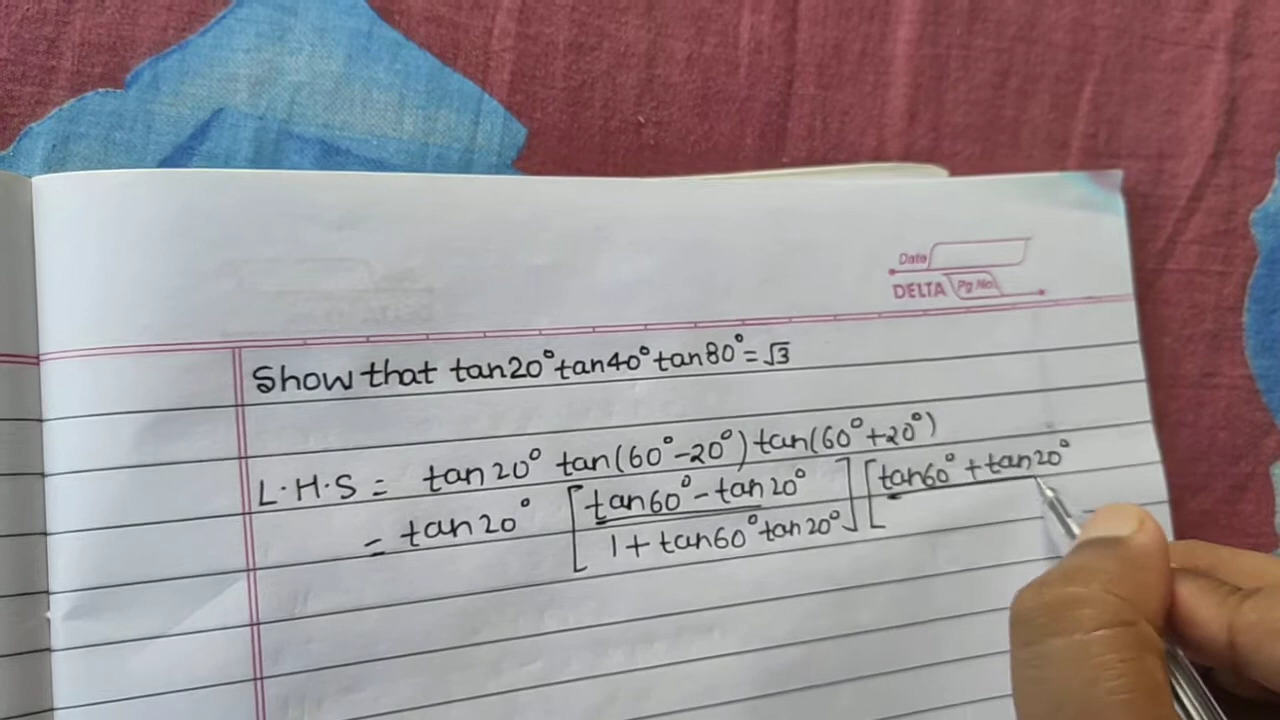 Date
DELTA Pg No
Show that tan20°tan40°tan80°=√3
L.H.S = tan20° tan(60°-20°)tan(60°+20°)
= tan20° [tan60°-tan20° / 1+tan60°tan20°][tan60°+tan20°